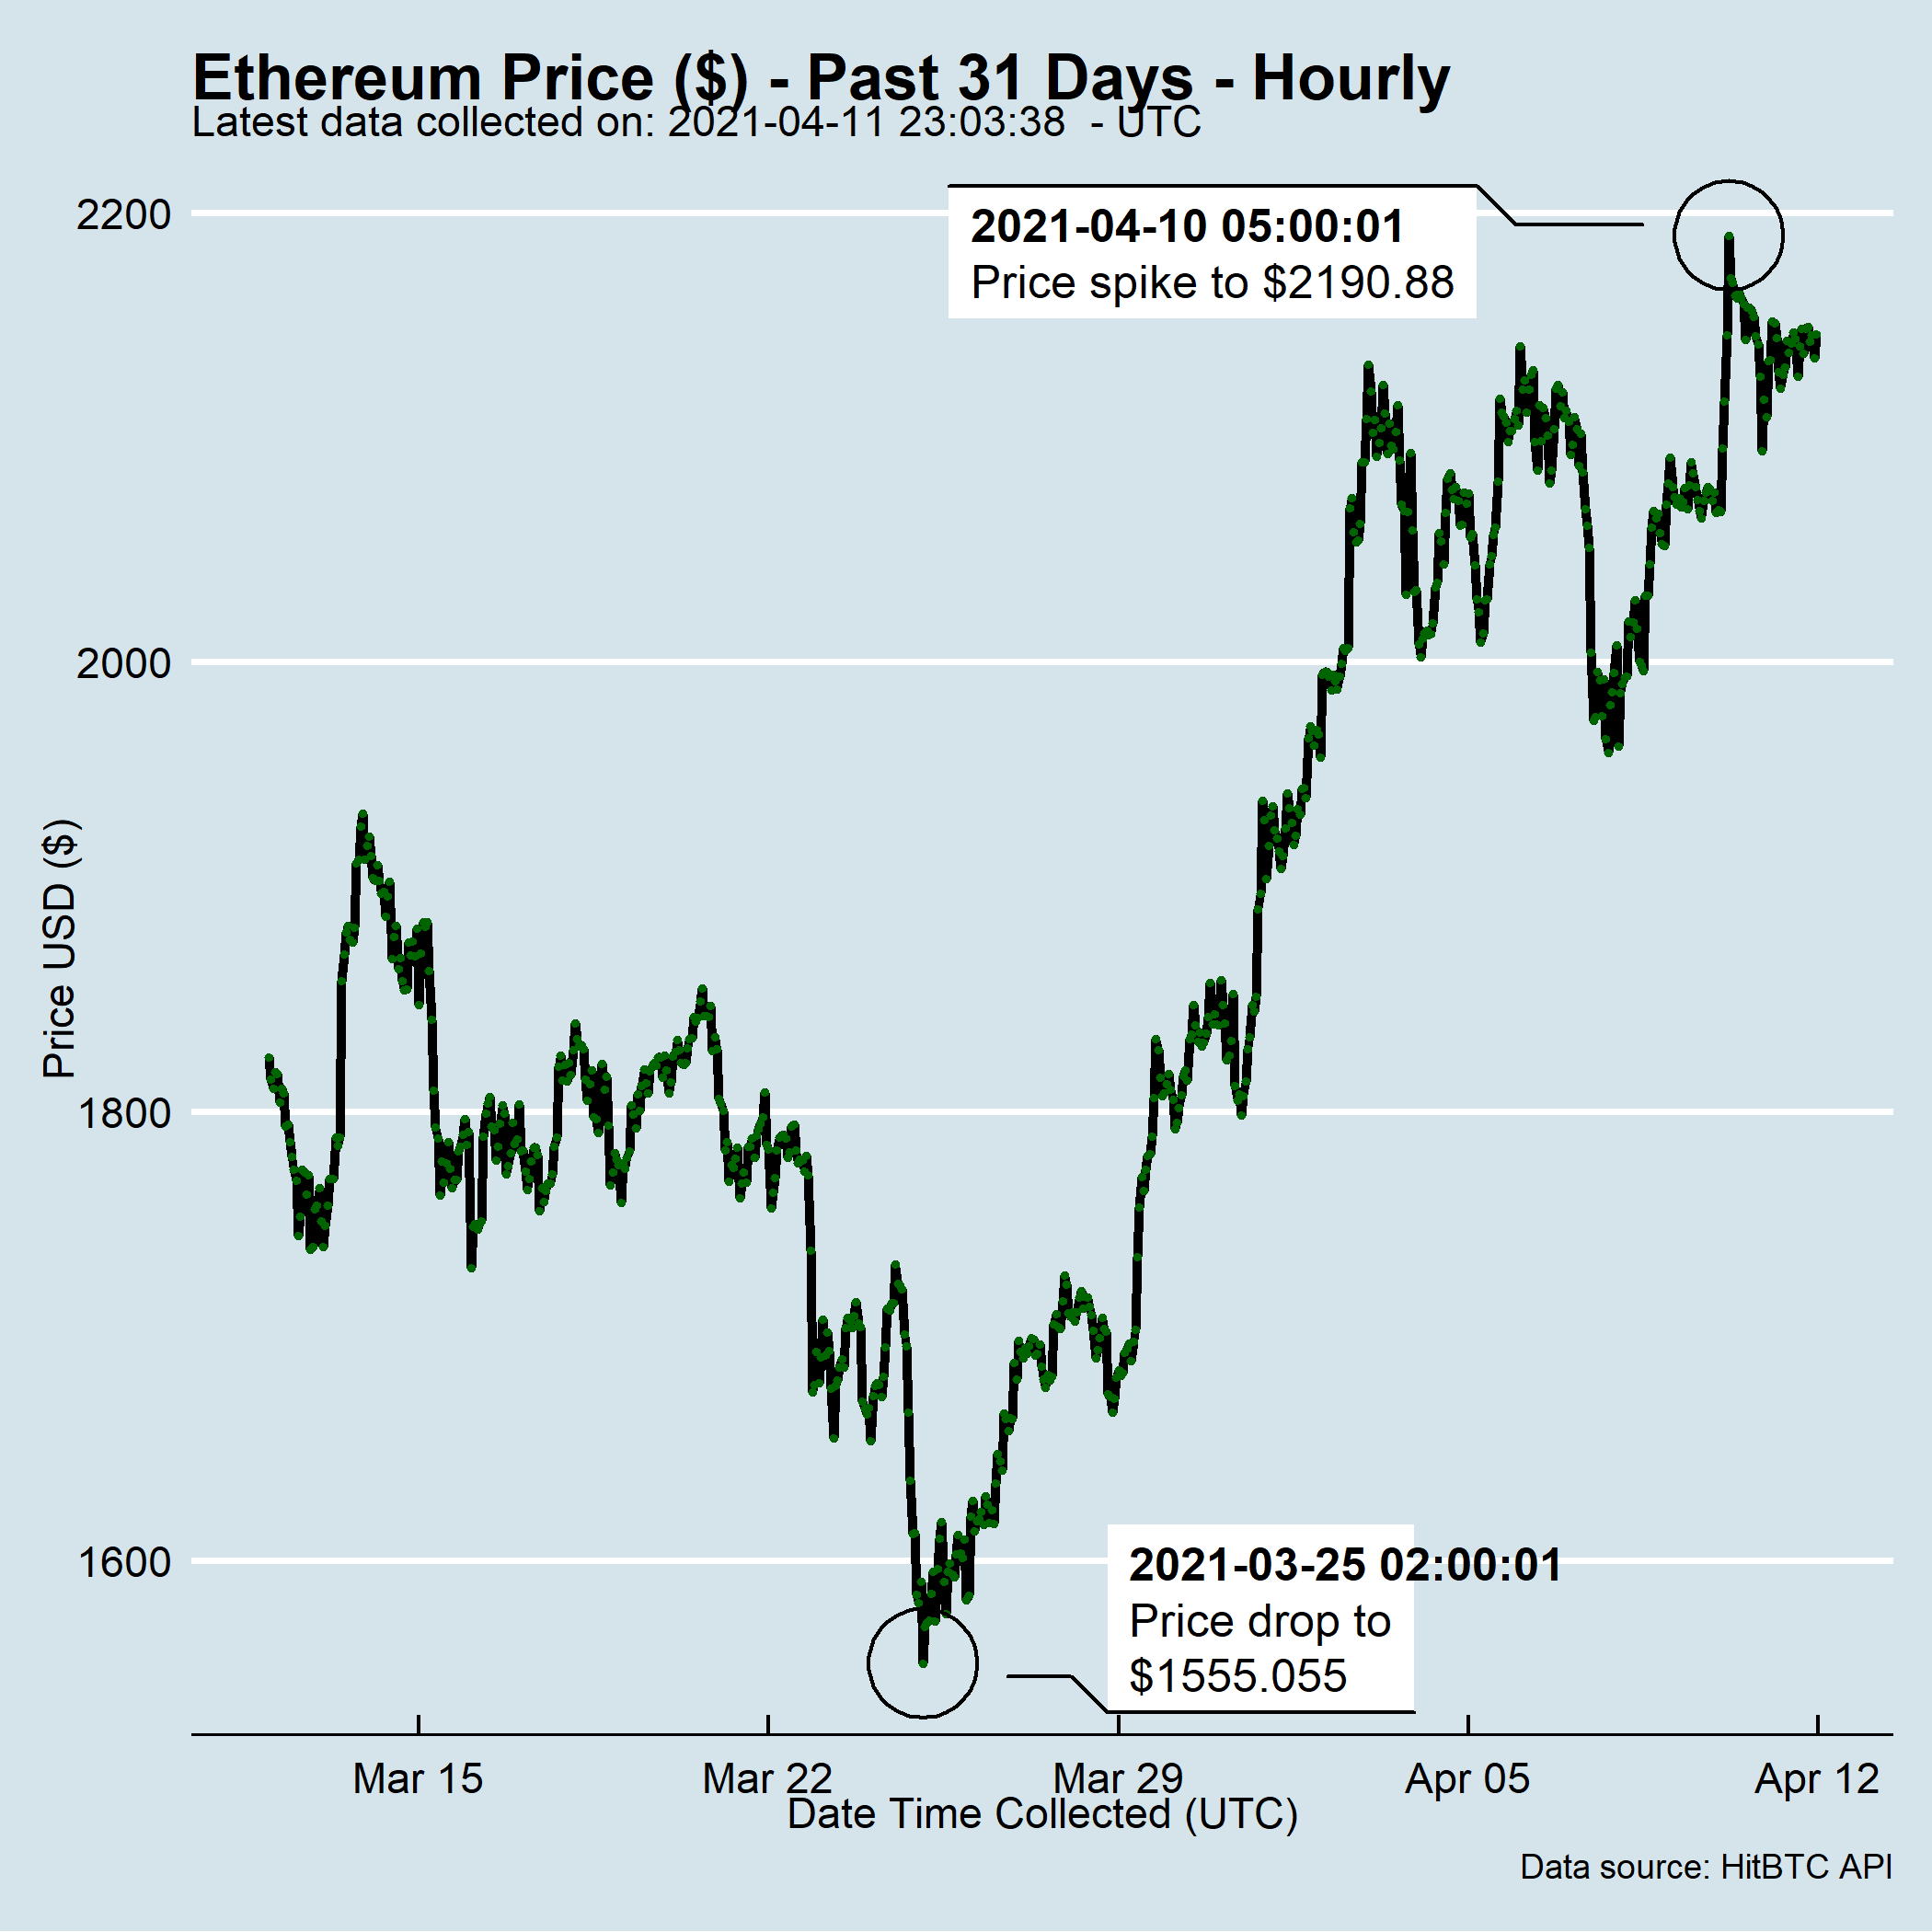 Ethereum Price ($) - Past 31 Days - Hourly
Latest data collected on: 2021-04-11 23:03:38  - UTC
2021-04-10 05:00:01
Price spike to $2190.88
2200
2000
1800
1600
Price USD ($)
2021-03-25 02:00:01
Price drop to
$1555.055
Mar 15
Mar 22
Mar 29
Apr 05
Apr 12
Date Time Collected (UTC)
Data source: HitBTC API